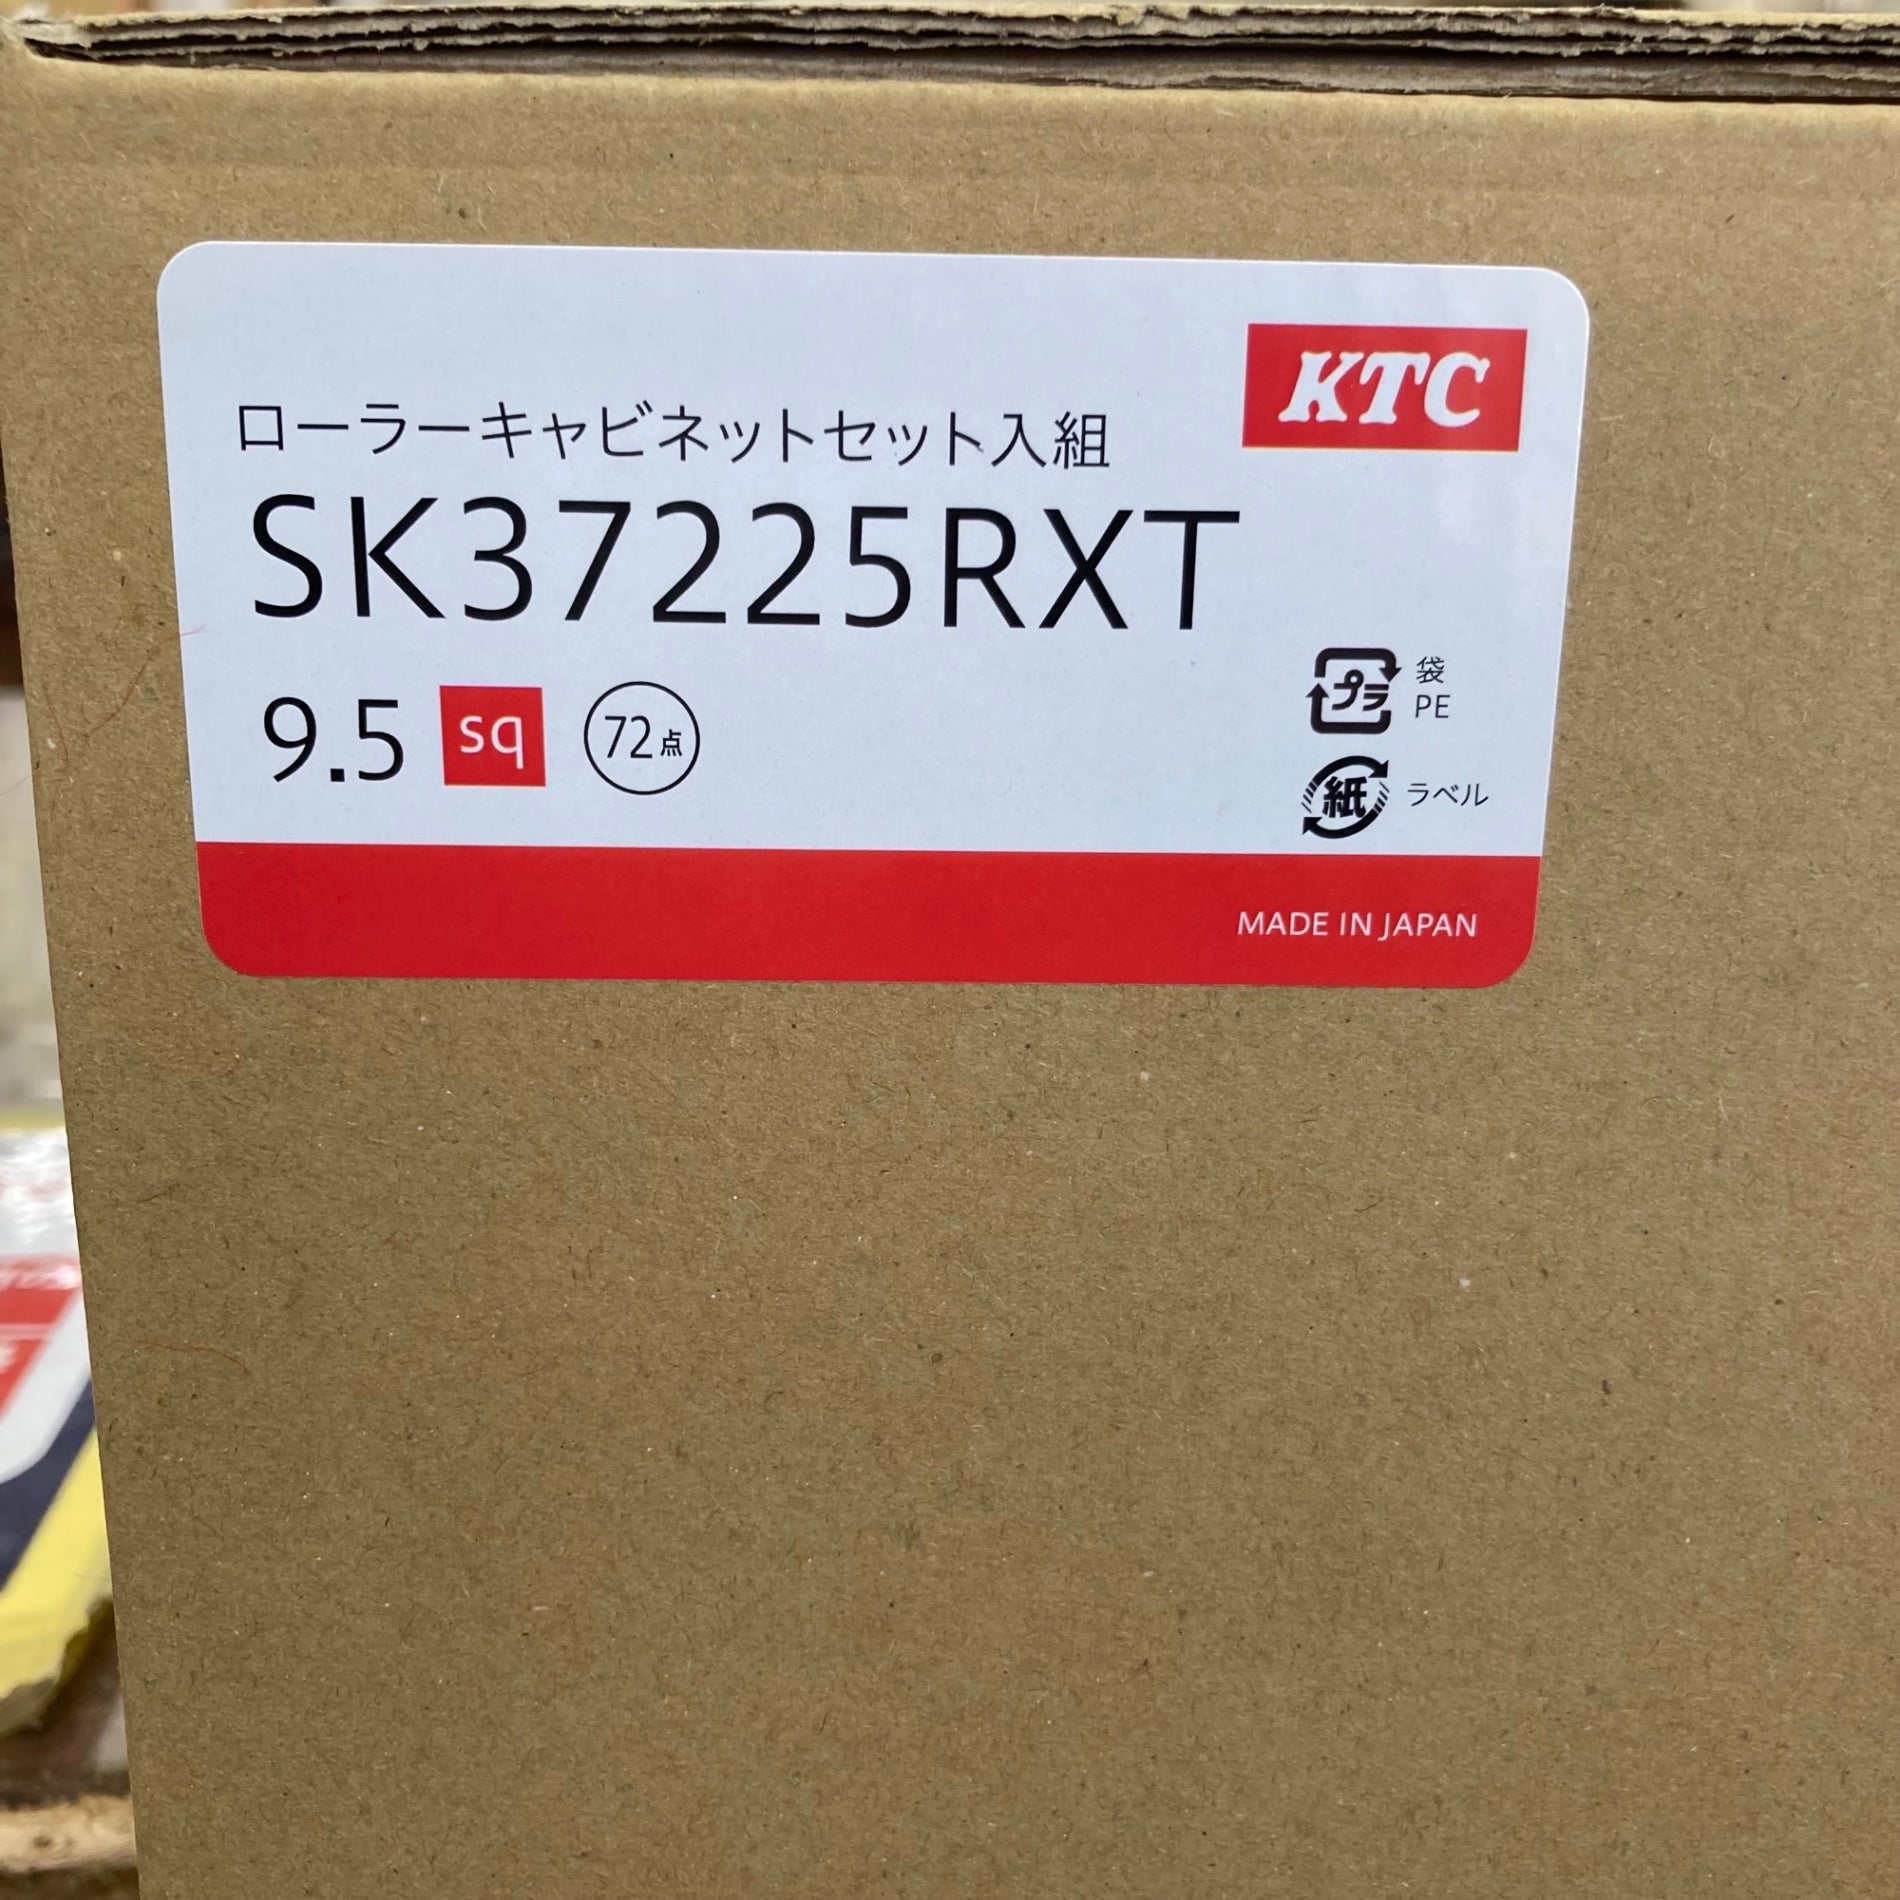 KTC
ローラーキャビネットセット入組
SK37225RXT
9.5 sq 72点
プラ 袋
PE
紙 ラベル
MADE IN JAPAN